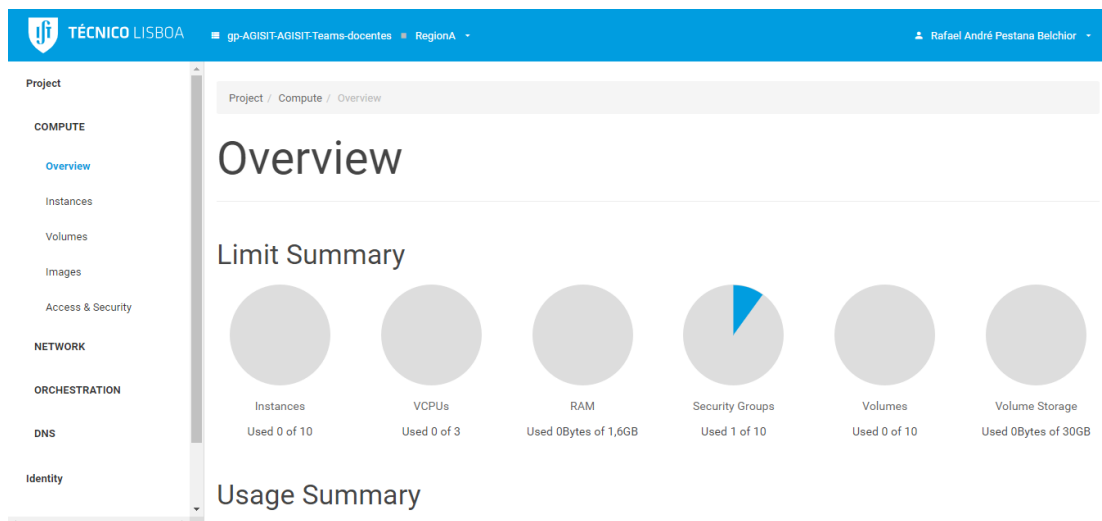 TÉCNICO LISBOA
gp-AGISIT-AGISIT-Teams-docentes RegionA
Rafael André Pestana Belchior
Project
COMPUTE
Overview
Instances
Volumes
Images
Access & Security
NETWORK
ORCHESTRATION
DNS
Identity
Project / Compute / Overview
Overview
Limit Summary
Instances
Used 0 of 10
VCPUs
Used 0 of 3
RAM
Used 0Bytes of 1,6GB
Security Groups
Used 1 of 10
Volumes
Used 0 of 10
Volume Storage
Used 0Bytes of 30GB
Usage Summary